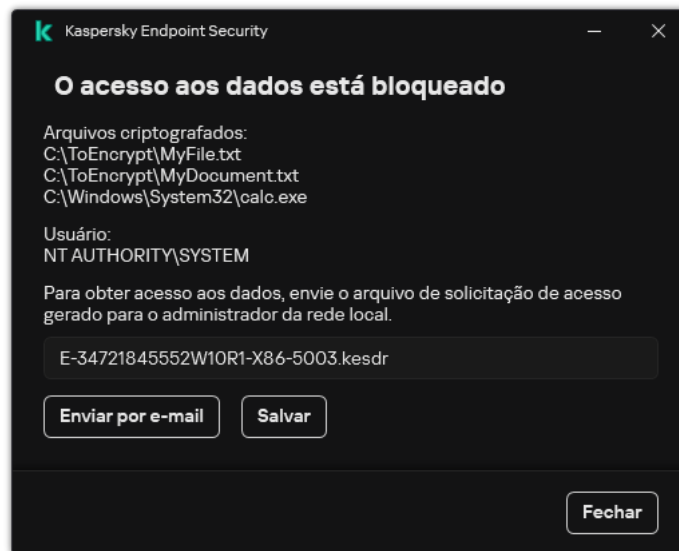 Kaspersky Endpoint Security
O acesso aos dados está bloqueado
Arquivos criptografados:
C:\ToEncrypt\MyFile.txt
C:\ToEncrypt\MyDocument.txt
C:\Windows\System32\calc.exe
Usuário:
NT AUTHORITY\SYSTEM
Para obter acesso aos dados, envie o arquivo de solicitação de acesso
gerado para o administrador da rede local.
E-34721845552W10R1-X86-5003.kesdr
Enviar por e-mail Salvar
Fechar